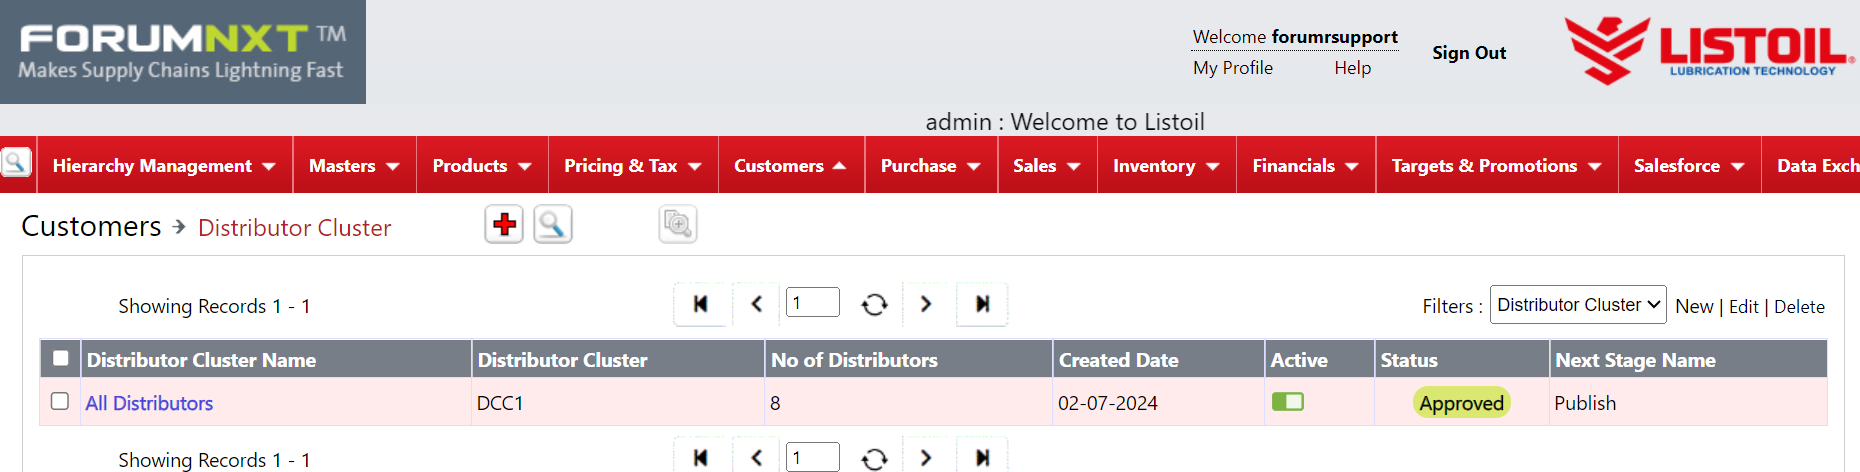 FORUMNXT ™
Makes Supply Chains Lightning Fast
Welcome forumrsupport
My Profile Help
Sign Out
LISTOIL®
LUBRICATION TECHNOLOGY
admin : Welcome to Listoil
Hierarchy Management Masters Products Pricing & Tax Customers Purchase Sales Inventory Financials Targets & Promotions Salesforce Data Exch
Customers Distributor Cluster
Showing Records 1 - 1 1 Filters : Distributor Cluster New | Edit | Delete
Distributor Cluster Name Distributor Cluster No of Distributors Created Date Active Status Next Stage Name
All Distributors DCC1 8 02-07-2024 Approved Publish
Showing Records 1 - 1 1